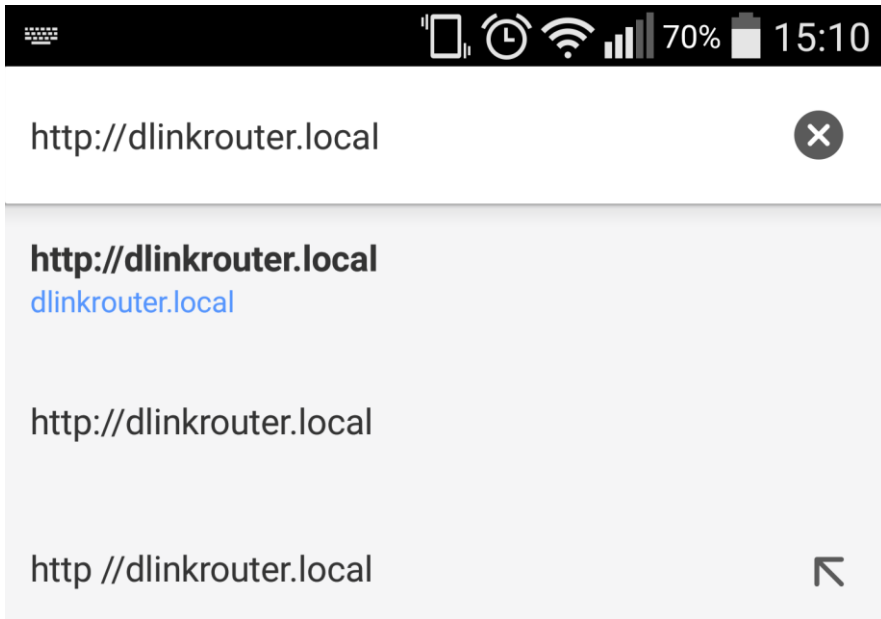 70% 15:10
http://dlinkrouter.local
http://dlinkrouter.local
dlinkrouter.local
http://dlinkrouter.local
http //dlinkrouter.local